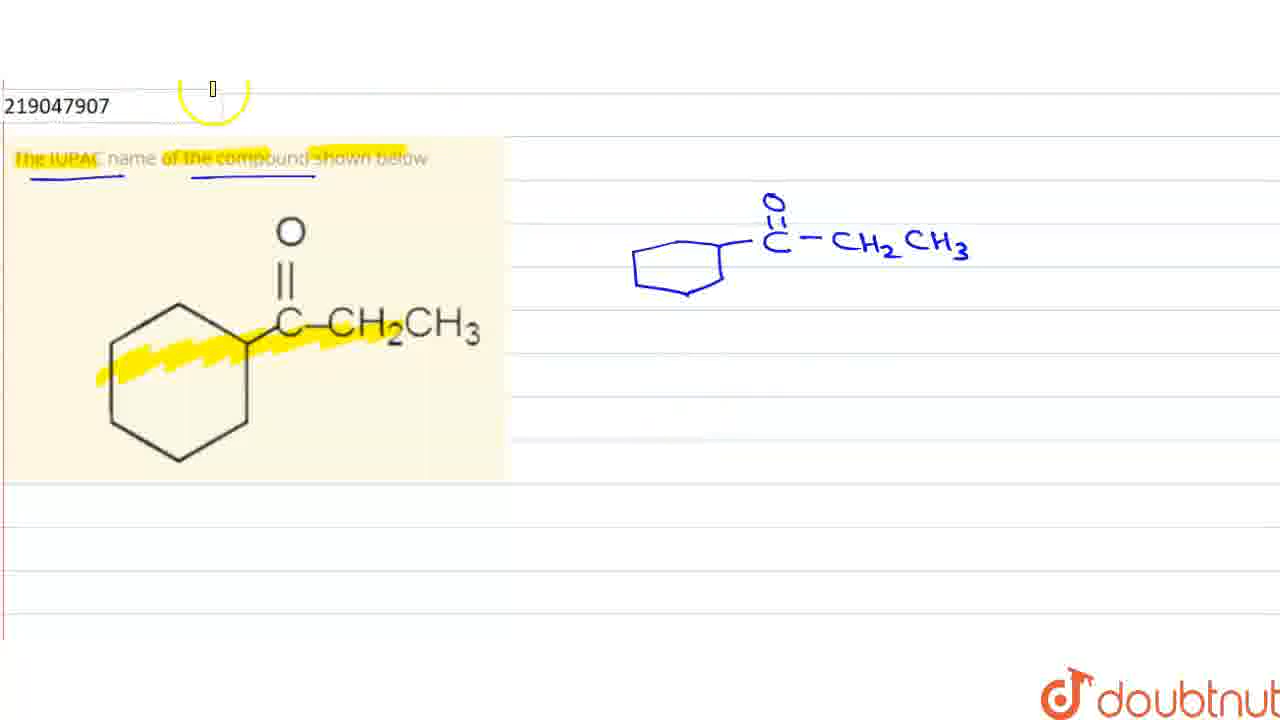 219047907
The IUPAC name of the compound shown below
O
C–CH₂CH₃
O
C – CH₂ CH₃
doubtnut